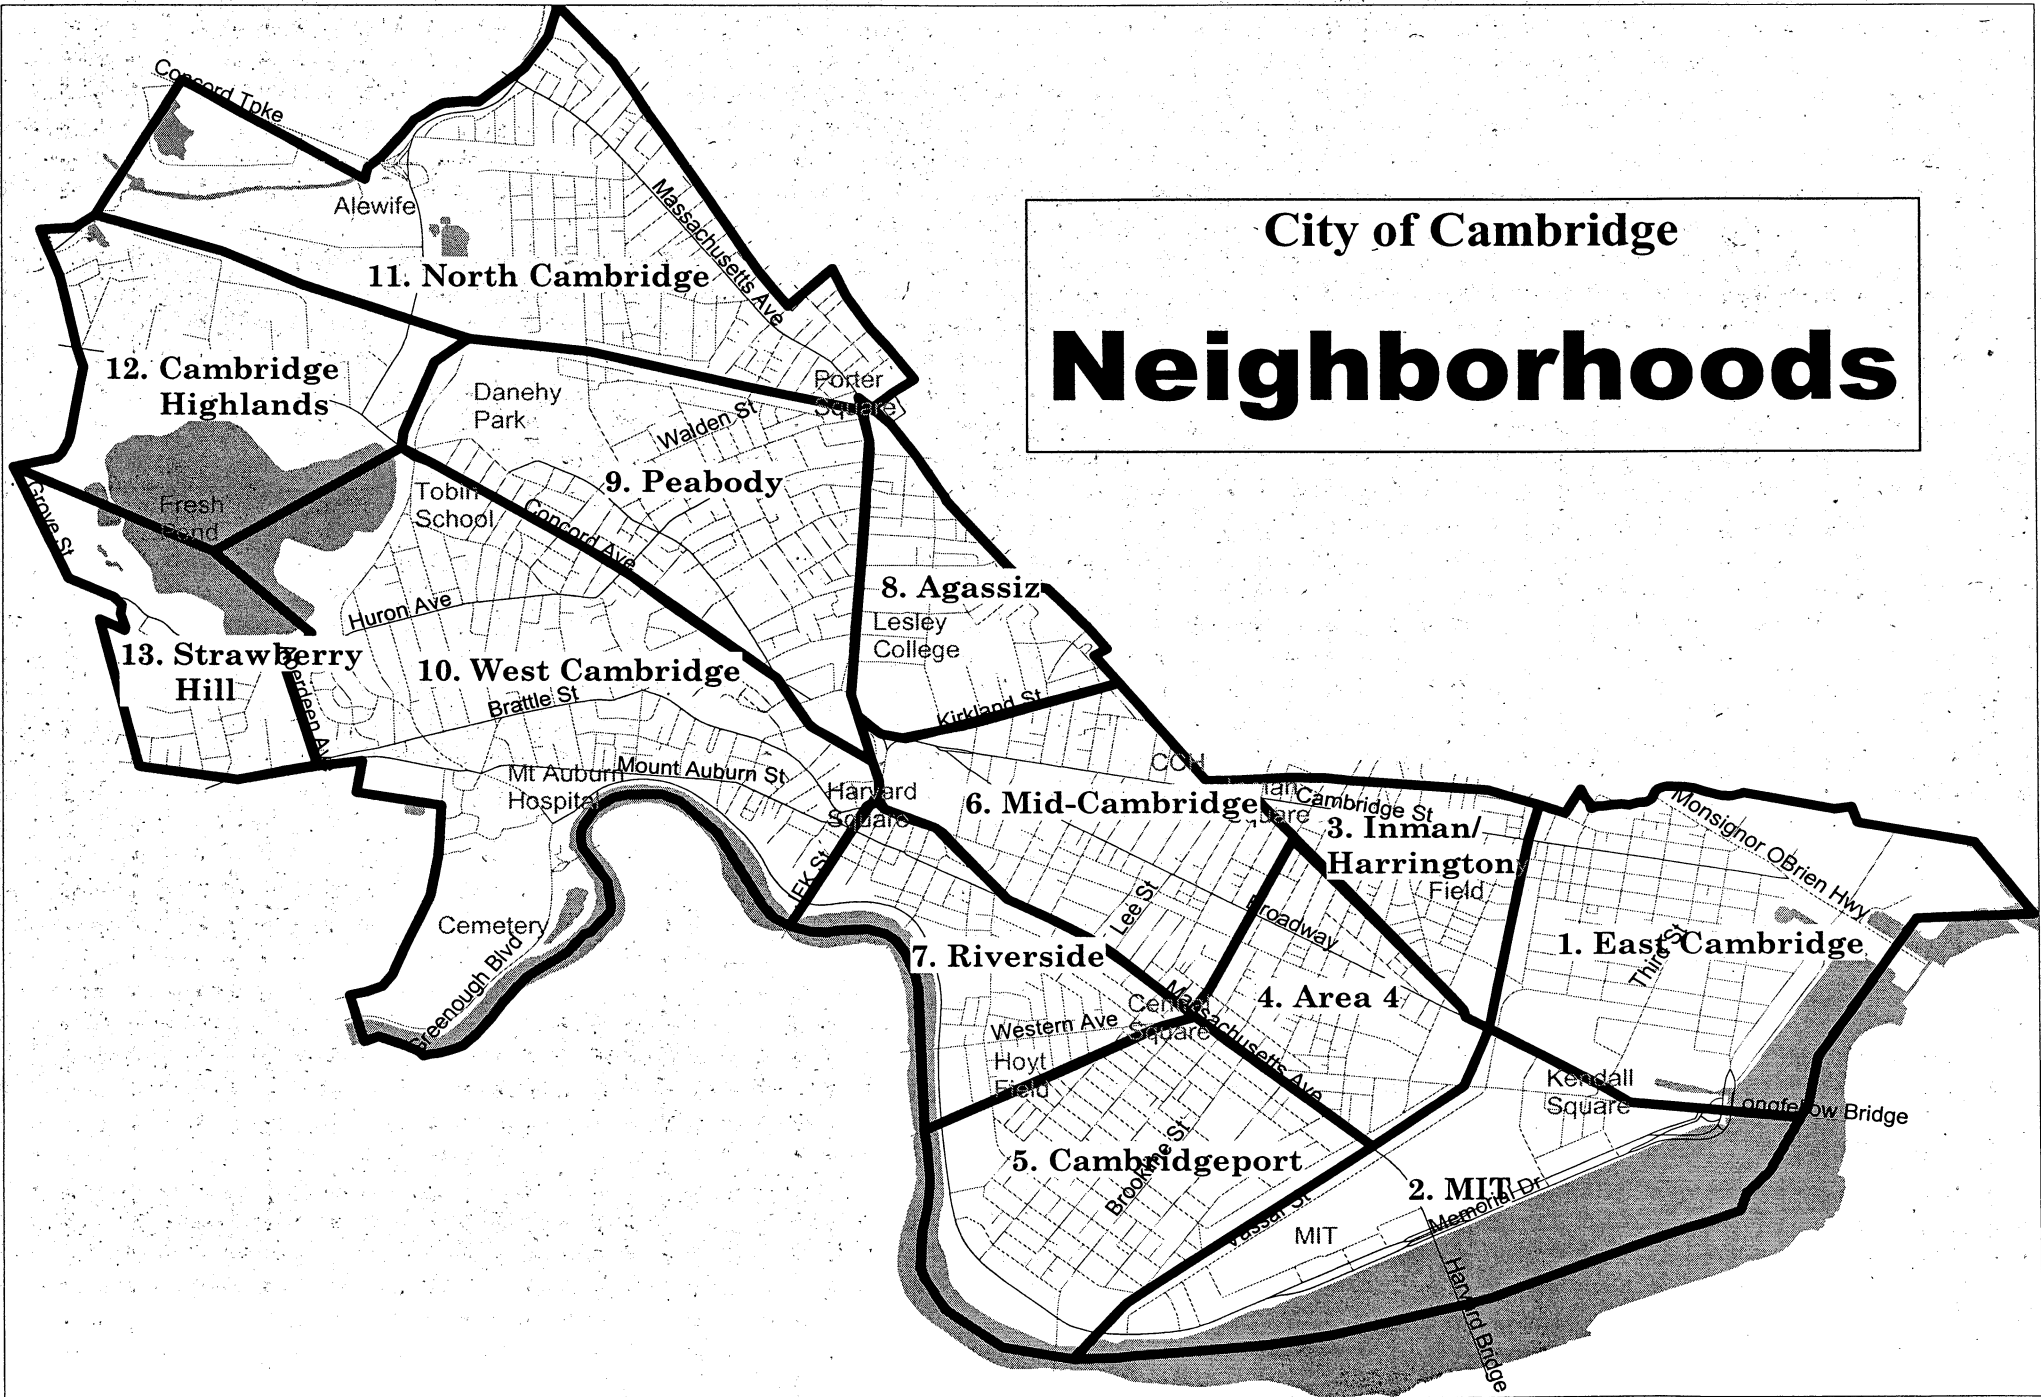 City of Cambridge
Neighborhoods
Concord Tpke
Alewife
Massachusetts Ave
11. North Cambridge
12. Cambridge
Highlands
Danehy
Park
Porter
Square
Walden St
9. Peabody
Tobin
School
Concord Ave
Fresh
Pond
Grove St
Huron Ave
8. Agassiz
Lesley
College
13. Strawberry
Hill
Aberdeen Ave
10. West Cambridge
Brattle St
Kirkland St
Mt Auburn
Hospital
Mount Auburn St
Harvard
Square
JFK St
6. Mid-Cambridge
Cambridge St
3. Inman/
Harrington
Field
Monsignor OBrien Hwy
Cemetery
Greenough Blvd
Lee St
Broadway
7. Riverside
1. East Cambridge
Third St
4. Area 4
Central
Square
Massachusetts Ave
Western Ave
Hoyt
Field
Kendall
Square
Longfellow Bridge
5. Cambridgeport
Brookline St
2. MIT
Memorial Dr
Vassar St
MIT
Harvard Bridge